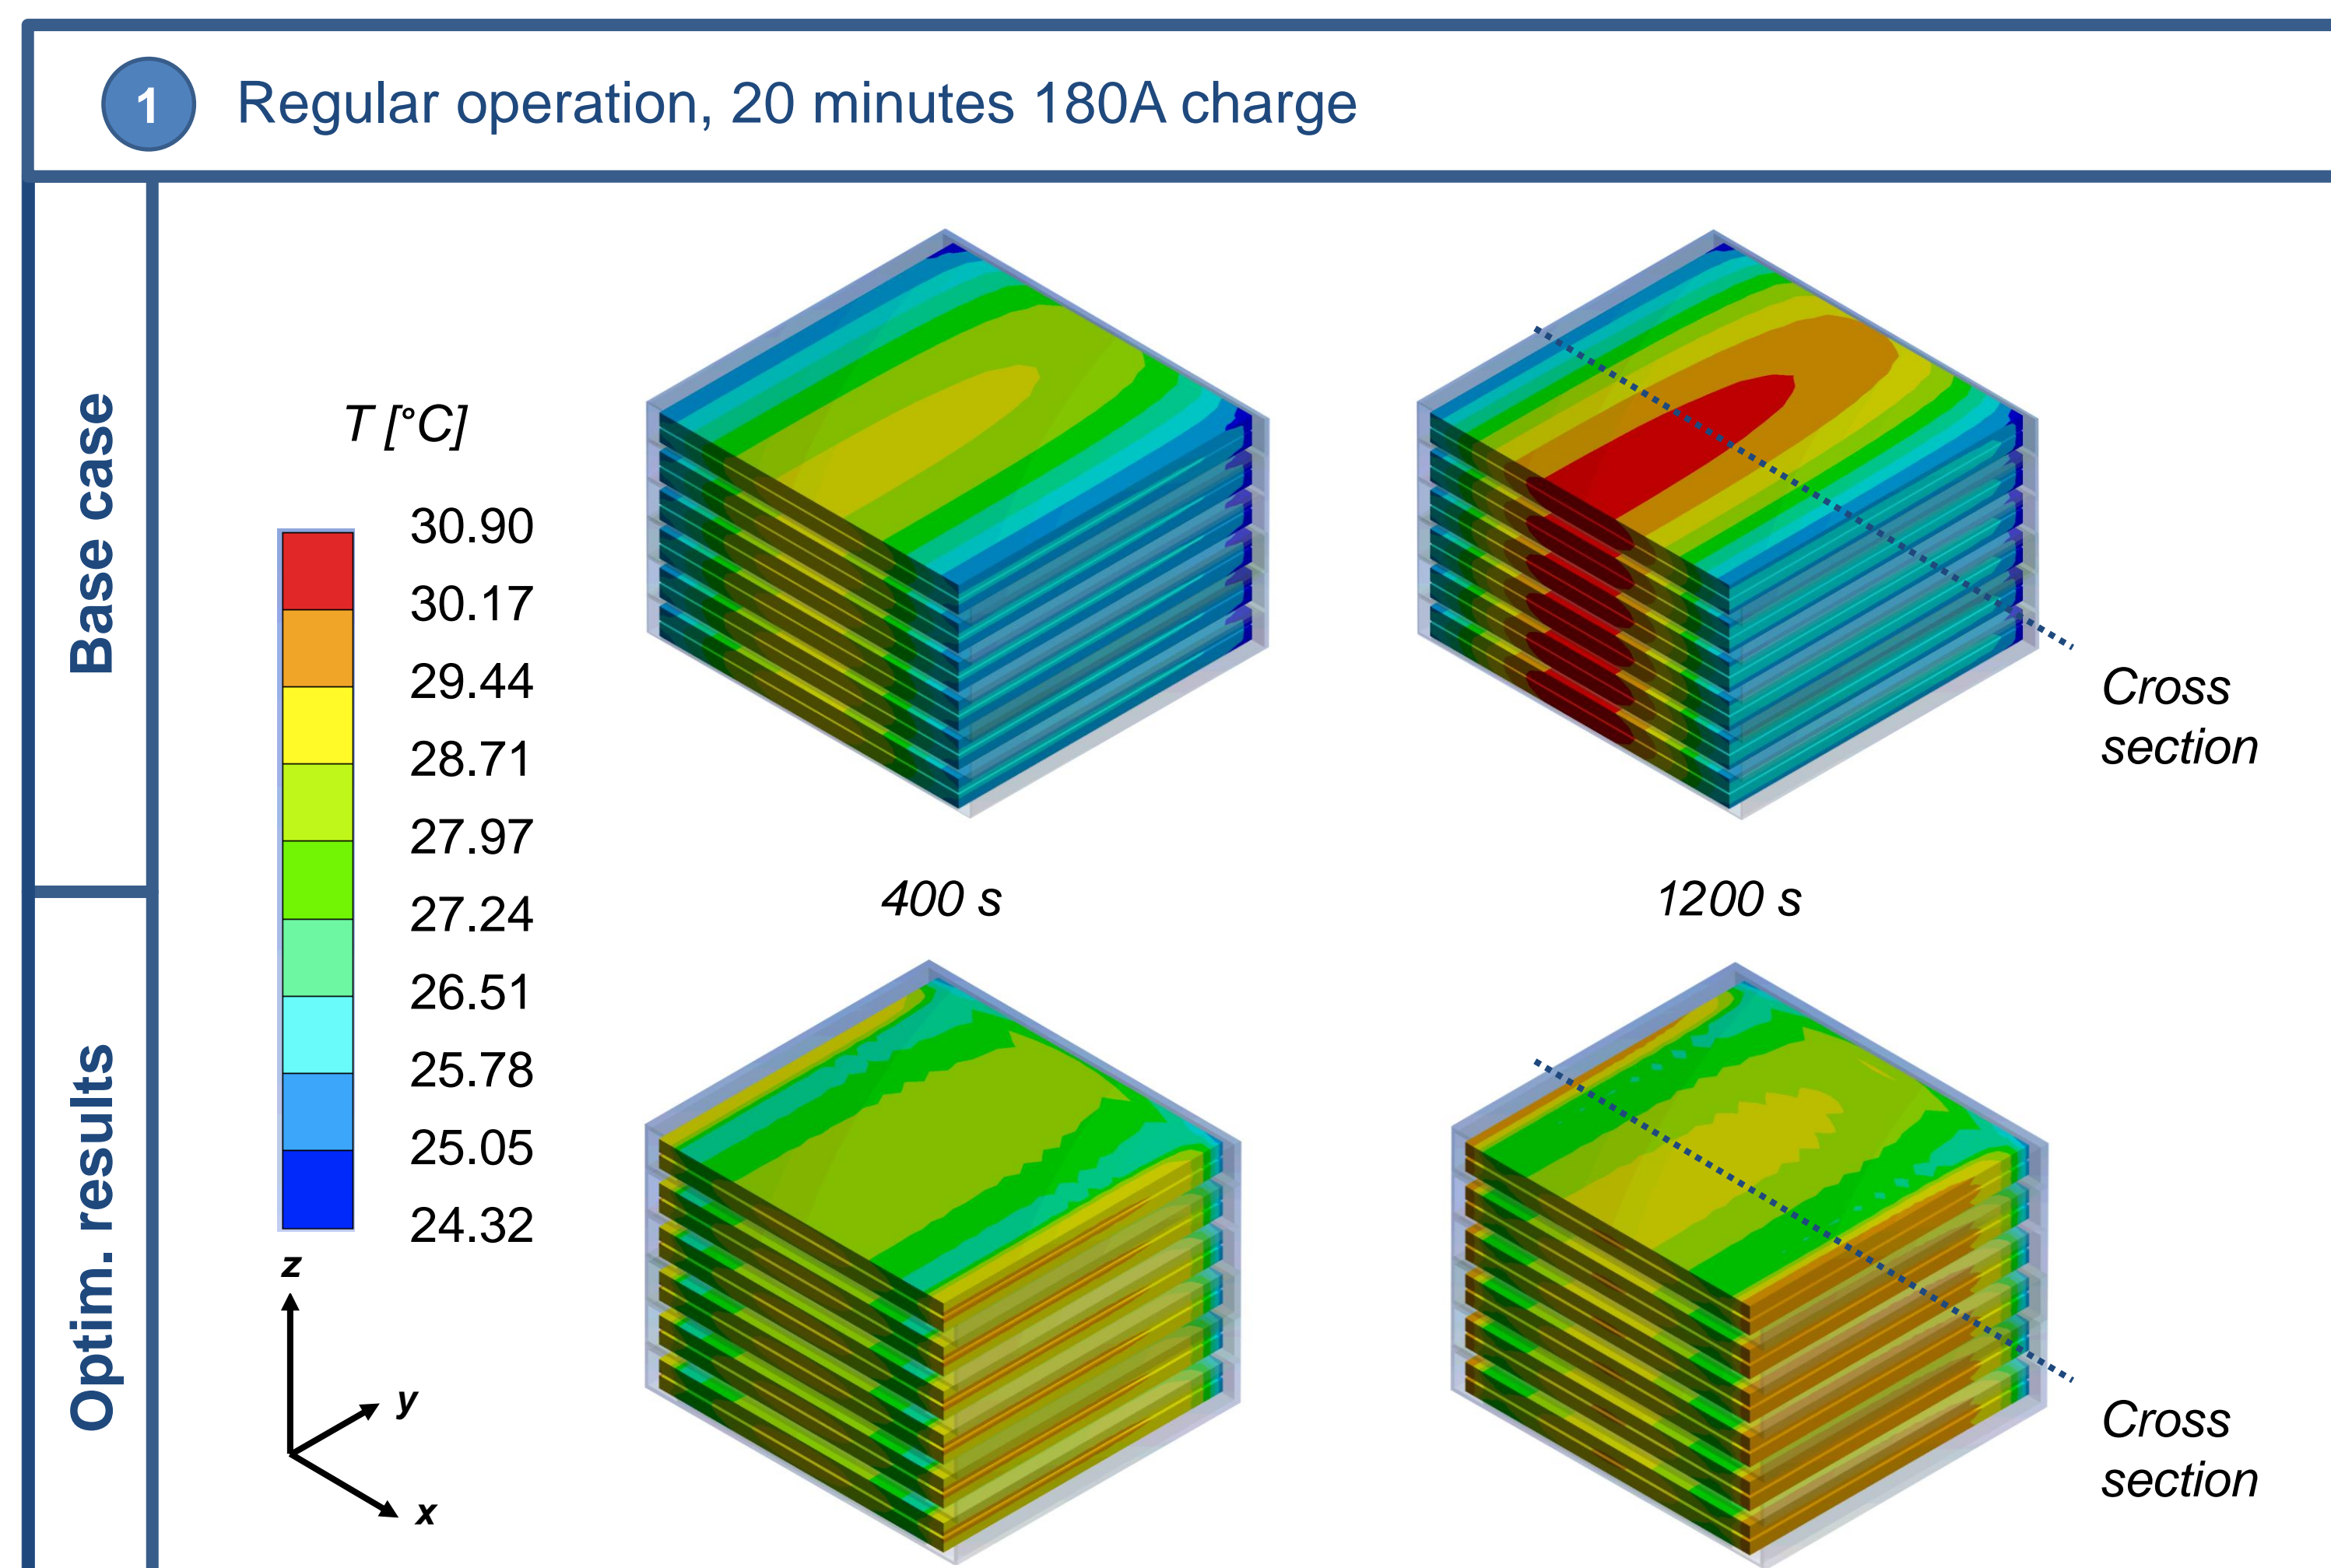 1 Regular operation, 20 minutes 180A charge
Base case
T [°C]
30.90
30.17
29.44
28.71
27.97
27.24
26.51
25.78
25.05
24.32
Cross
section
400 s
1200 s
Optim. results
z
y
x
Cross
section